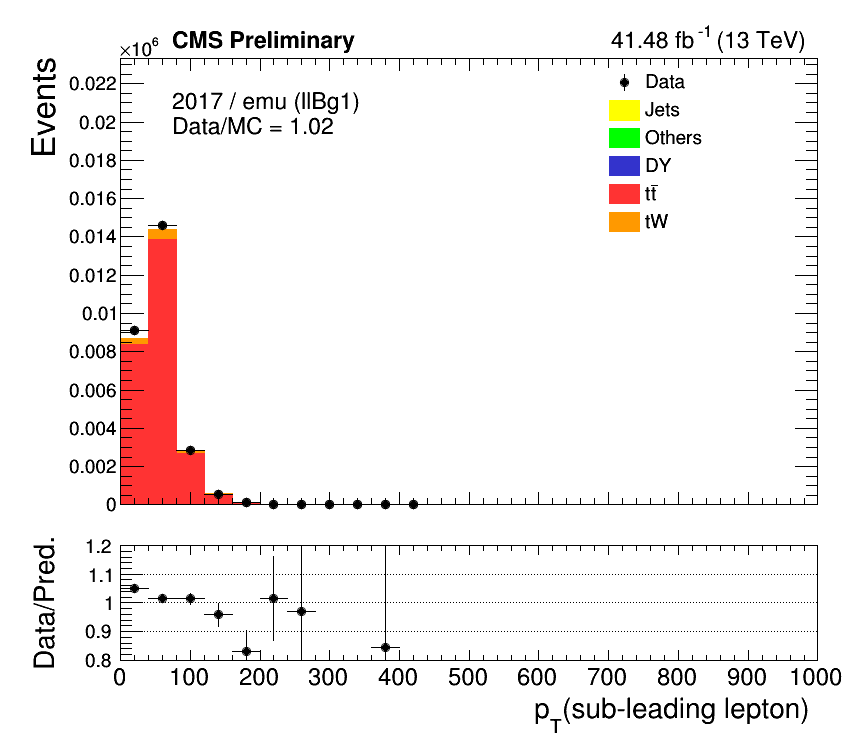 ×10⁶ CMS Preliminary 41.48 fb⁻¹ (13 TeV)
Events
0.022
0.02
0.018
0.016
0.014
0.012
0.01
0.008
0.006
0.004
0.002
0
2017 / emu (llBg1)
Data/MC = 1.02
Data
Jets
Others
DY
tt̄
tW
Data/Pred.
1.2
1.1
1
0.9
0.8
0 100 200 300 400 500 600 700 800 900 1000
p_T(sub-leading lepton)